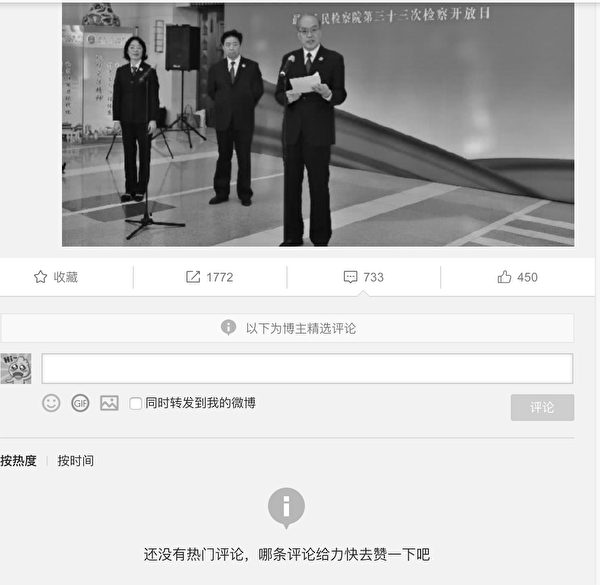 民检察院第三十三次检察开放日
收藏
1772
733
450
以下为博主精选评论
Hi~
GIF
同时转发到我的微博
评论
按热度
按时间
还没有热门评论，哪条评论给力快去赞一下吧